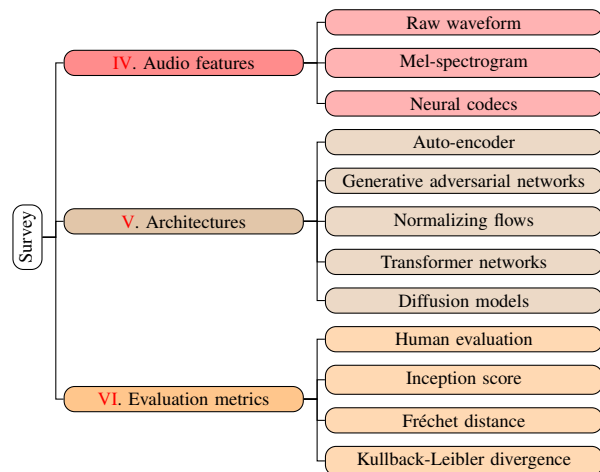 Survey
IV. Audio features
Raw waveform
Mel-spectrogram
Neural codecs
V. Architectures
Auto-encoder
Generative adversarial networks
Normalizing flows
Transformer networks
Diffusion models
VI. Evaluation metrics
Human evaluation
Inception score
Fréchet distance
Kullback-Leibler divergence